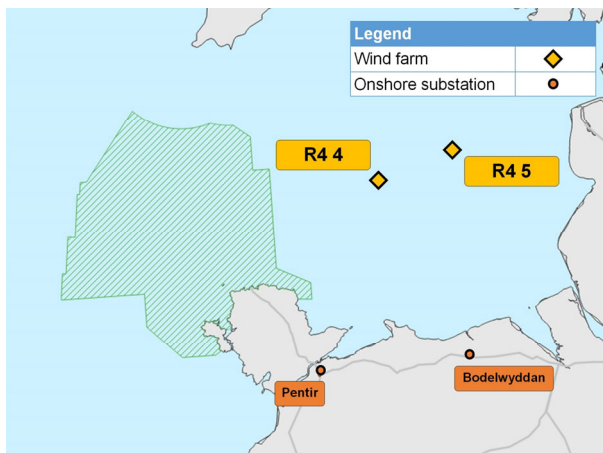 Legend
Wind farm
Onshore substation
R4 4
R4 5
Bodelwyddan
Pentir